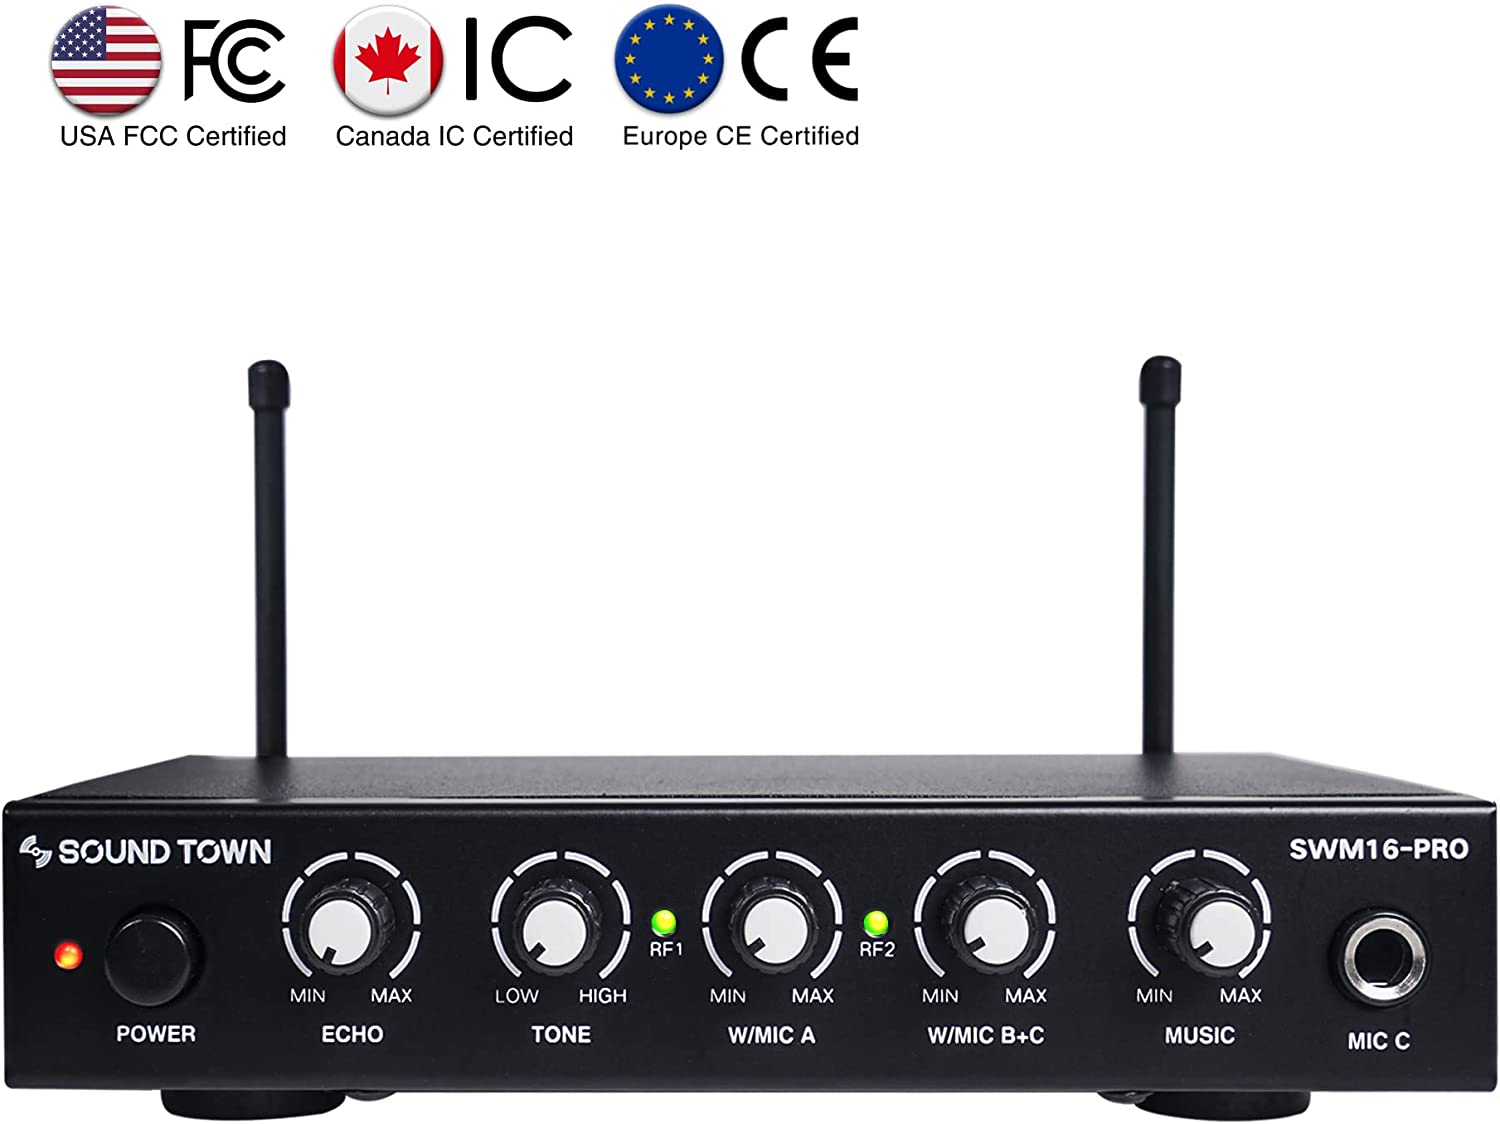 FC IC CE
USA FCC Certified Canada IC Certified Europe CE Certified
SOUND TOWN SWM16-PRO
RF1 RF2
MIN MAX LOW HIGH MIN MAX MIN MAX MIN MAX
POWER ECHO TONE W/MIC A W/MIC B+C MUSIC MIC C